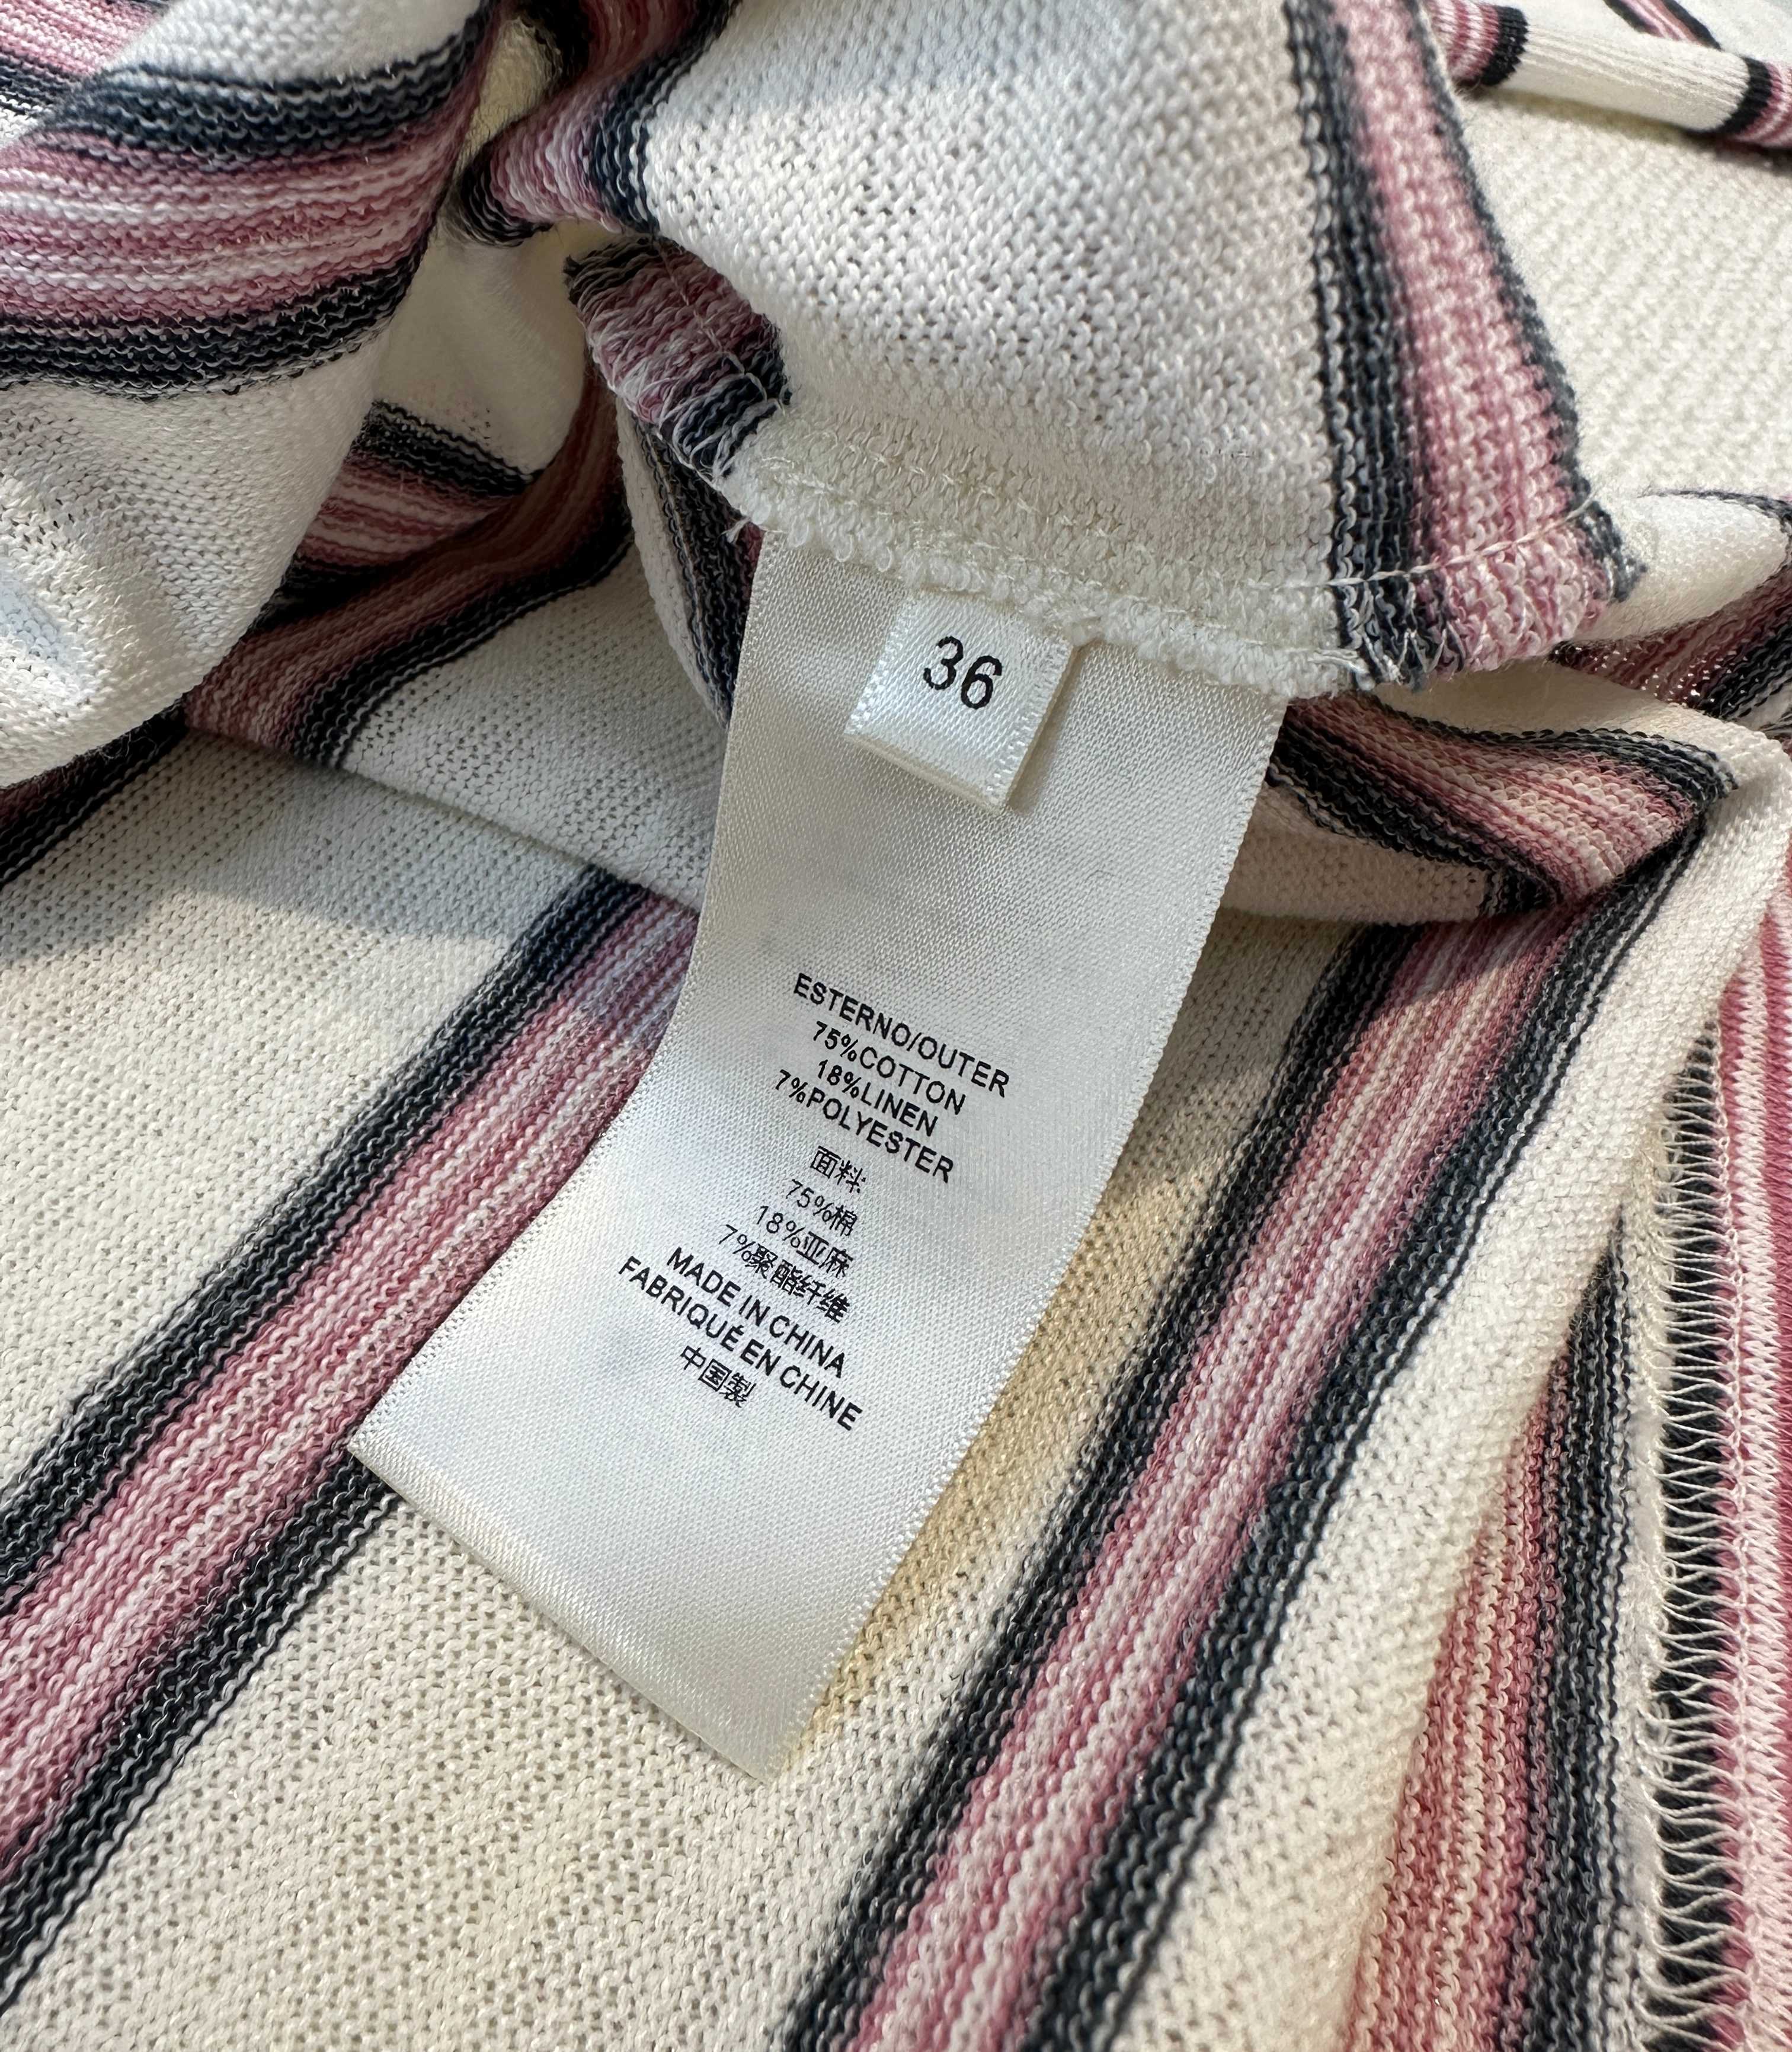 36
ESTERNO/OUTER
75%COTTON
18%LINEN
7%POLYESTER
面料:
75%棉
18%亚麻
7%聚酯纤维
MADE IN CHINA
FABRIQUÉ EN CHINE
中国製